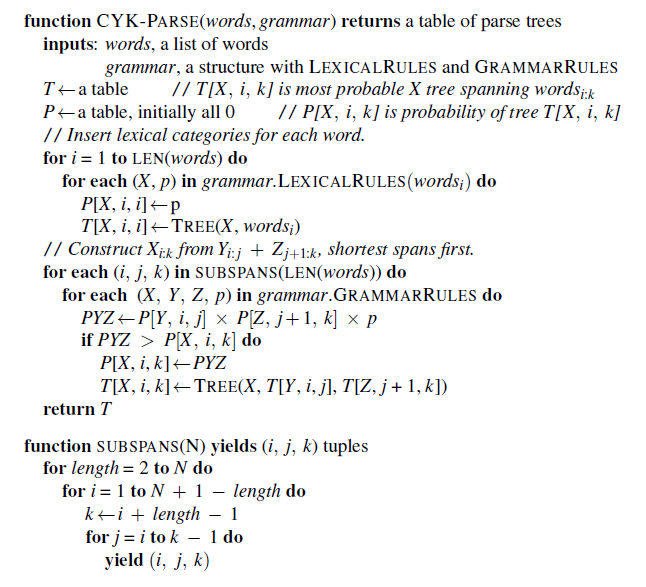 function CYK-PARSE(words, grammar) returns a table of parse trees
inputs: words, a list of words
grammar, a structure with LEXICALRULES and GRAMMARRULES
T ← a table // T[X, i, k] is most probable X tree spanning words_{i:k}
P ← a table, initially all 0 // P[X, i, k] is probability of tree T[X, i, k]
// Insert lexical categories for each word.
for i = 1 to LEN(words) do
for each (X, p) in grammar.LEXICALRULES(words_i) do
P[X, i, i] ← p
T[X, i, i] ← TREE(X, words_i)
// Construct X_{i:k} from Y_{i:j} + Z_{j+1:k}, shortest spans first.
for each (i, j, k) in SUBSPANS(LEN(words)) do
for each (X, Y, Z, p) in grammar.GRAMMARRULES do
PYZ ← P[Y, i, j] × P[Z, j+1, k] × p
if PYZ > P[X, i, k] do
P[X, i, k] ← PYZ
T[X, i, k] ← TREE(X, T[Y, i, j], T[Z, j + 1, k])
return T
function SUBSPANS(N) yields (i, j, k) tuples
for length = 2 to N do
for i = 1 to N + 1 − length do
k ← i + length − 1
for j = i to k − 1 do
yield (i, j, k)